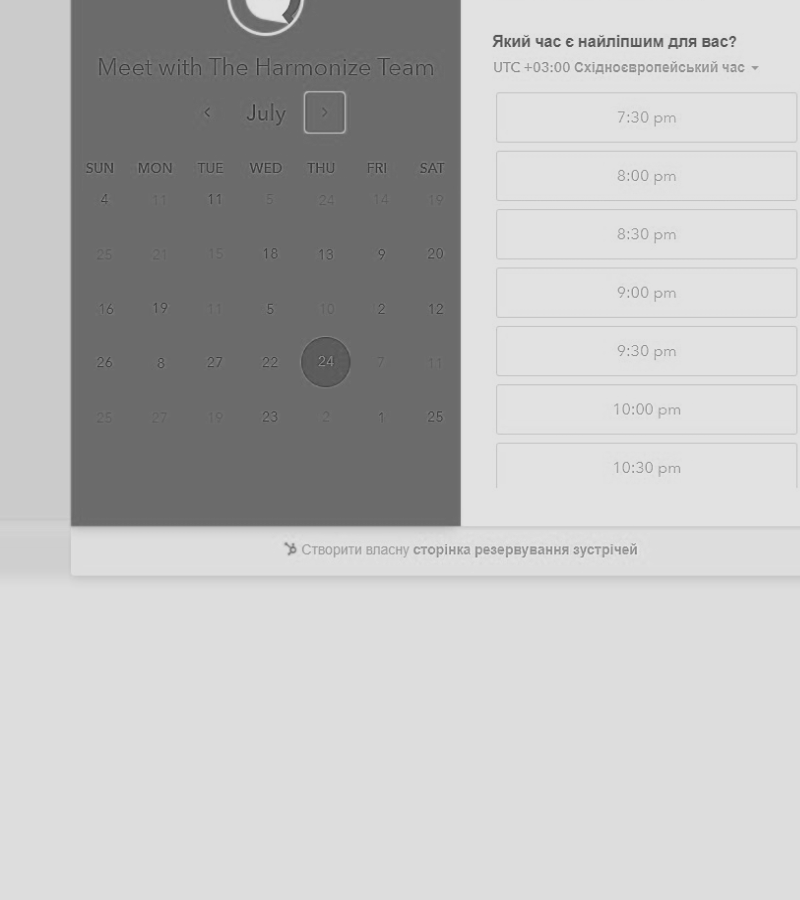 Meet with The Harmonize Team
July
SUN MON TUE WED THU FRI SAT
4 11 11 5 24 14 19
25 21 15 18 13 9 20
16 19 11 5 10 2 12
26 8 27 22 24 7 11
25 27 19 23 2 1 25
Який час є найліпшим для вас?
UTC +03:00 Східноєвропейський час
7:30 pm
8:00 pm
8:30 pm
9:00 pm
9:30 pm
10:00 pm
10:30 pm
Створити власну сторінка резервування зустрічей